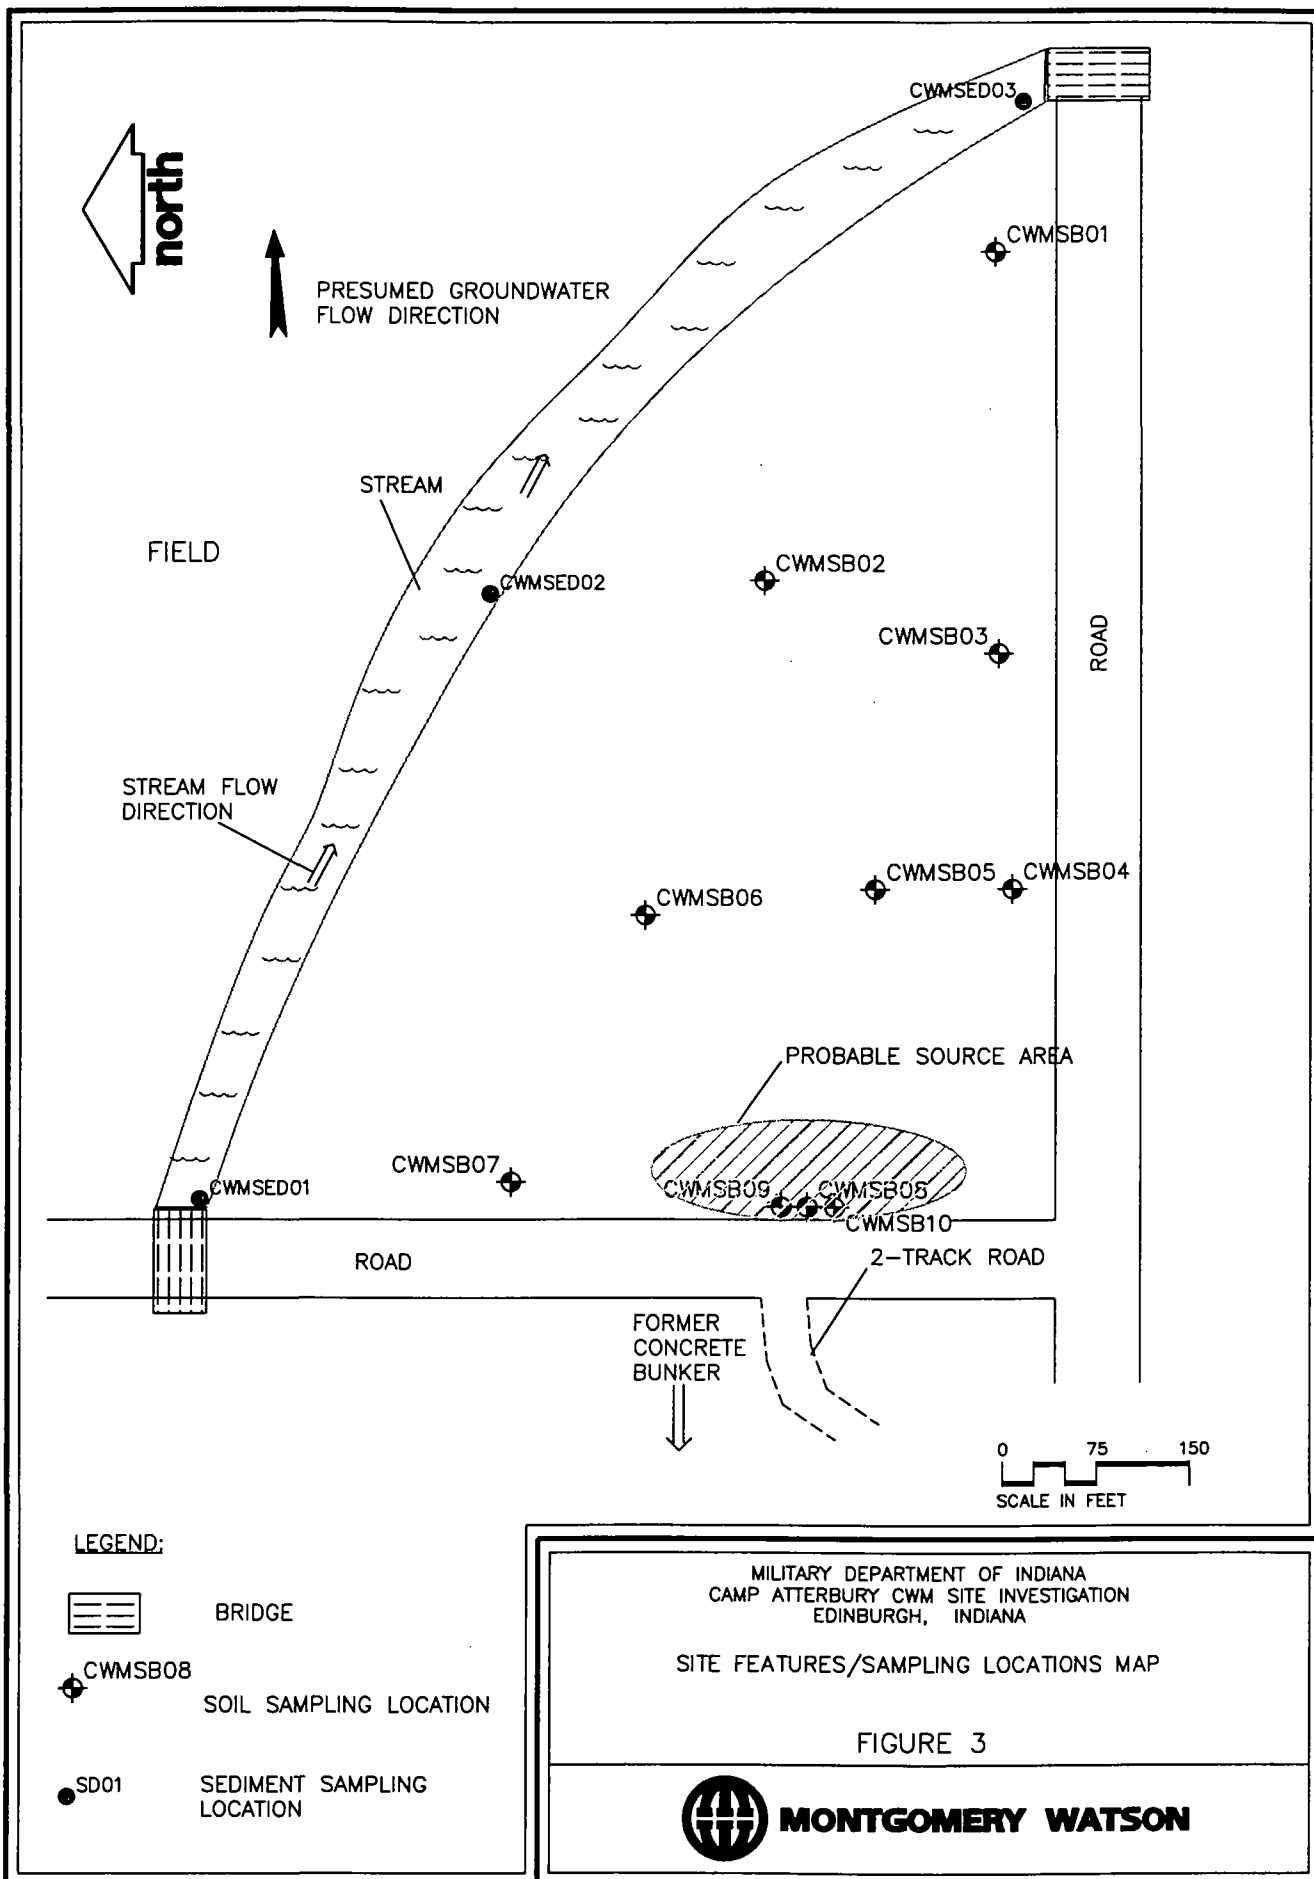 CWMSED03
north
CWMSB01
PRESUMED GROUNDWATER
FLOW DIRECTION
STREAM
FIELD
CWMSB02
CWMSED02
CWMSB03
ROAD
STREAM FLOW
DIRECTION
CWMSB05
CWMSB04
CWMSB06
PROBABLE SOURCE AREA
CWMSB07
CWMSED01
CWMSB09
CWMSB08
CWMSB10
ROAD
2-TRACK ROAD
FORMER
CONCRETE
BUNKER
0 75 150
SCALE IN FEET
LEGEND:
BRIDGE
CWMSB08
SOIL SAMPLING LOCATION
SD01
SEDIMENT SAMPLING
LOCATION
MILITARY DEPARTMENT OF INDIANA
CAMP ATTERBURY CWM SITE INVESTIGATION
EDINBURGH, INDIANA
SITE FEATURES/SAMPLING LOCATIONS MAP
FIGURE 3
MONTGOMERY WATSON